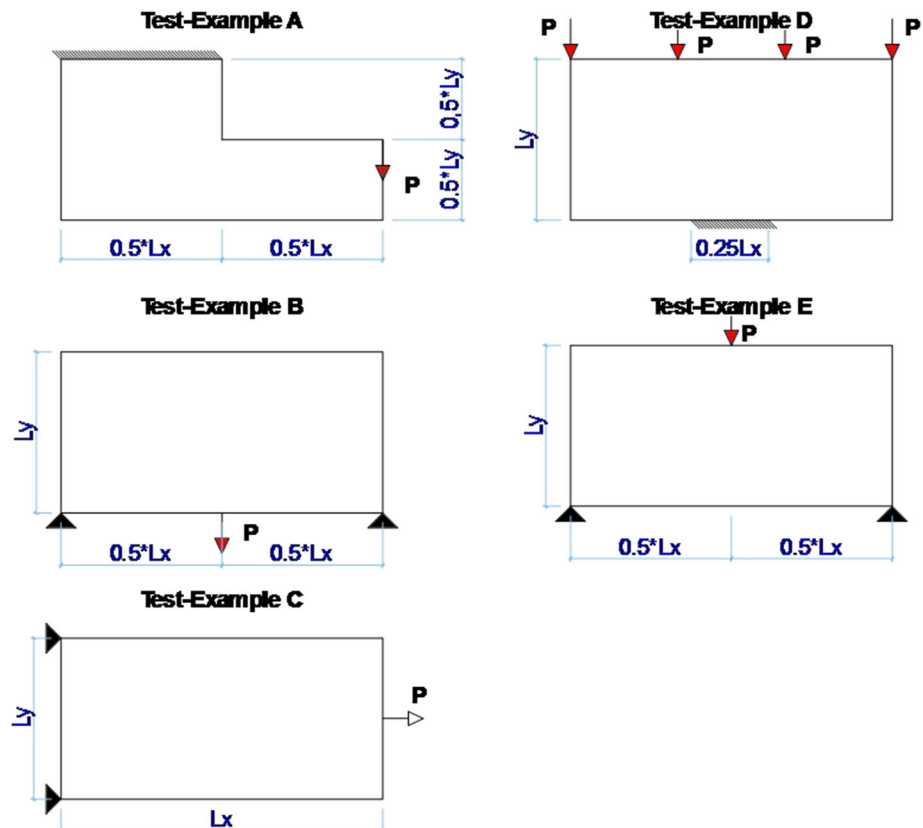 Test-Example A
0,5*Ly
0.5*Ly
P
0.5*Lx
0.5*Lx
Test-Example D
P
P
P
P
Ly
0.25Lx
Test-Example B
Ly
P
0.5*Lx
0.5*Lx
Test-Example E
P
Ly
0.5*Lx
0.5*Lx
Test-Example C
Ly
P
Lx